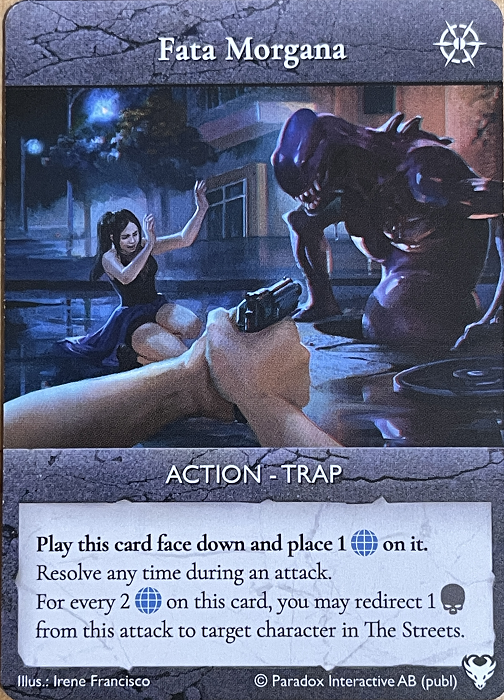 Fata Morgana
ACTION - TRAP
Play this card face down and place 1 on it.
Resolve any time during an attack.
For every 2 on this card, you may redirect 1
from this attack to target character in The Streets.
Illus.: Irene Francisco © Paradox Interactive AB (publ)